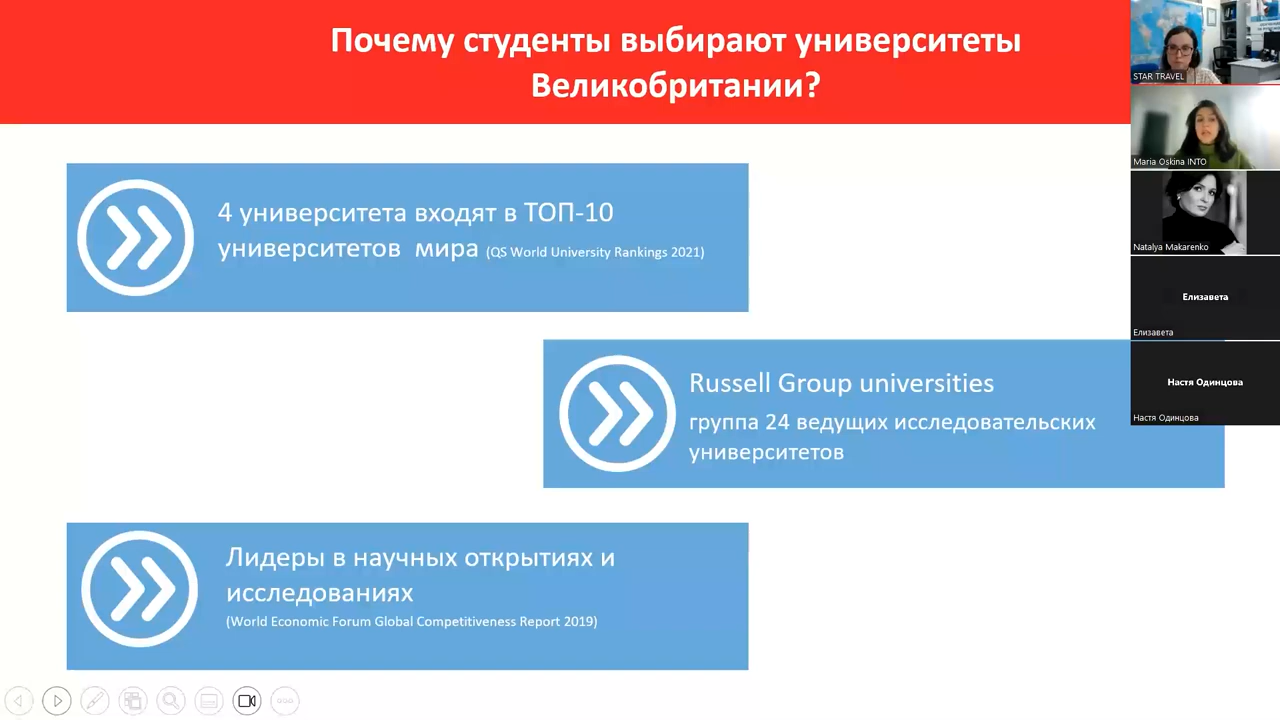 Почему студенты выбирают университеты
Великобритании?
4 университета входят в ТОП-10
университетов мира (QS World University Rankings 2021)
Russell Group universities
группа 24 ведущих исследовательских
университетов
Лидеры в научных открытиях и
исследованиях
(World Economic Forum Global Competitiveness Report 2019)
STAR TRAVEL
Maria Oskina INTO
Natalya Makarenko
Елизавета
Елизавета
Настя Одинцова
Настя Одинцова